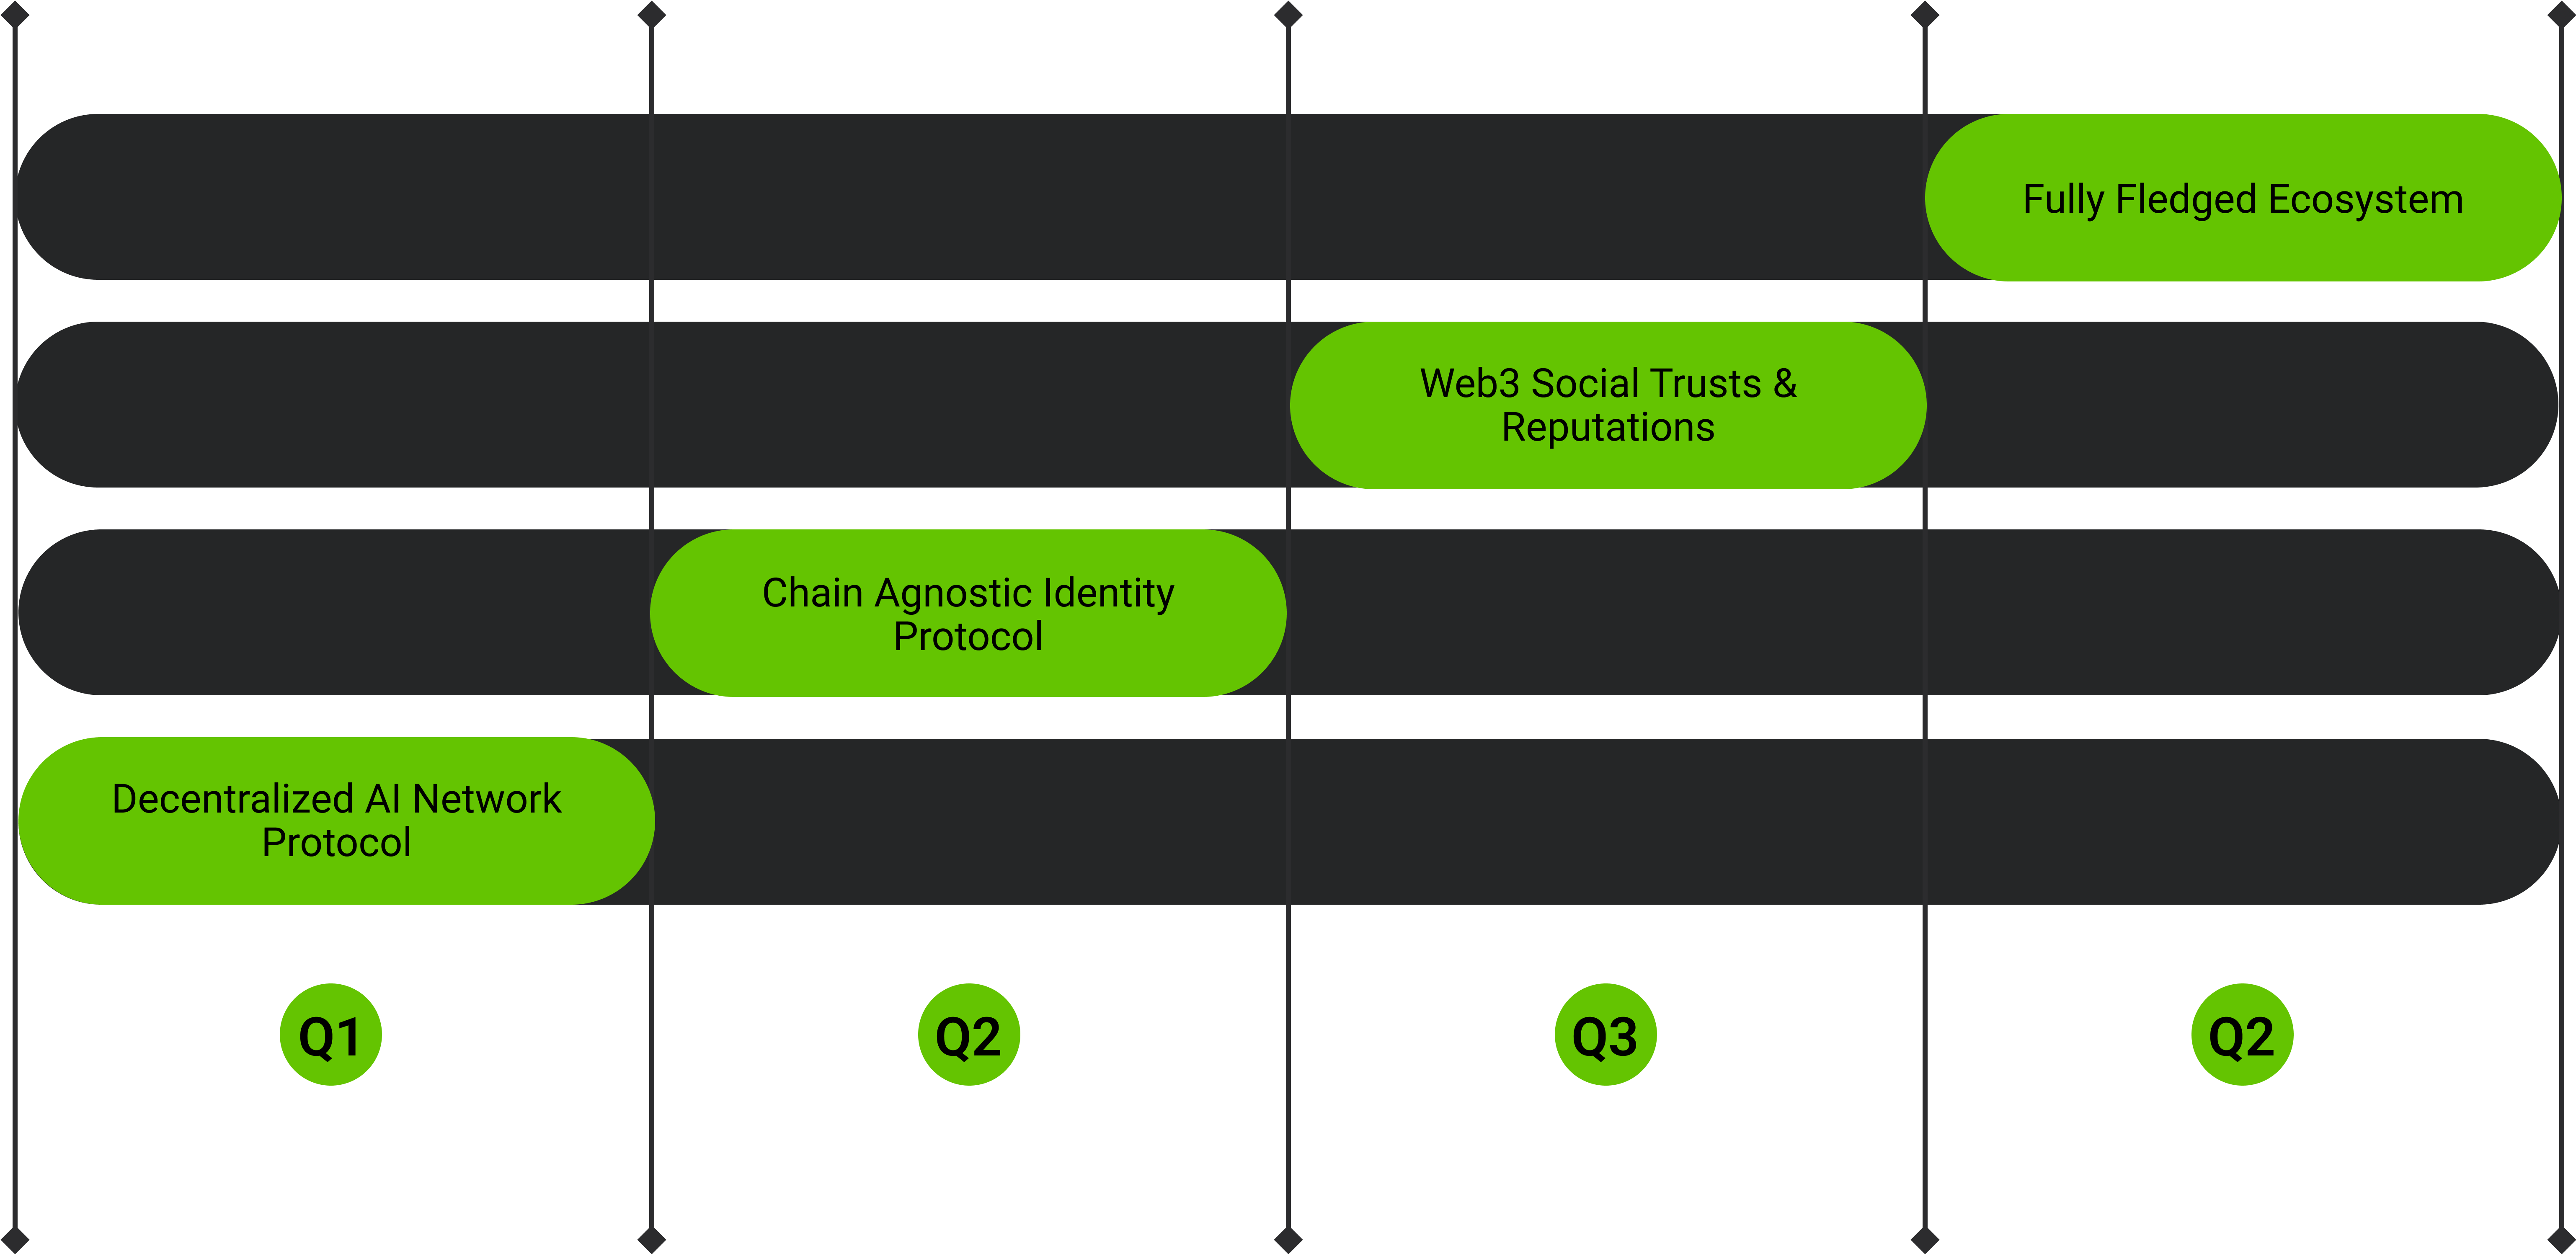 Fully Fledged Ecosystem
Web3 Social Trusts &
Reputations
Chain Agnostic Identity
Protocol
Decentralized AI Network
Protocol
Q1
Q2
Q3
Q2